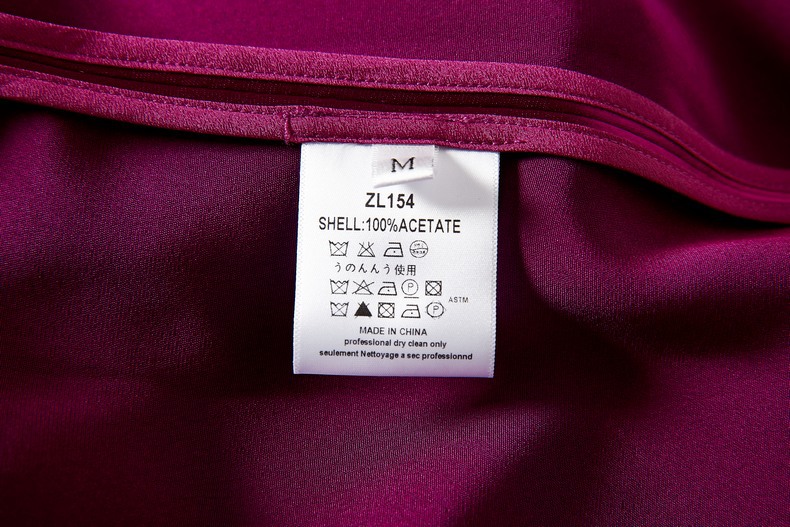 M
ZL154
SHELL:100%ACETATE
うのんんう使用
P
ASTM
P
MADE IN CHINA
professional dry clean only
seulement Nettoyage a sec professionnd